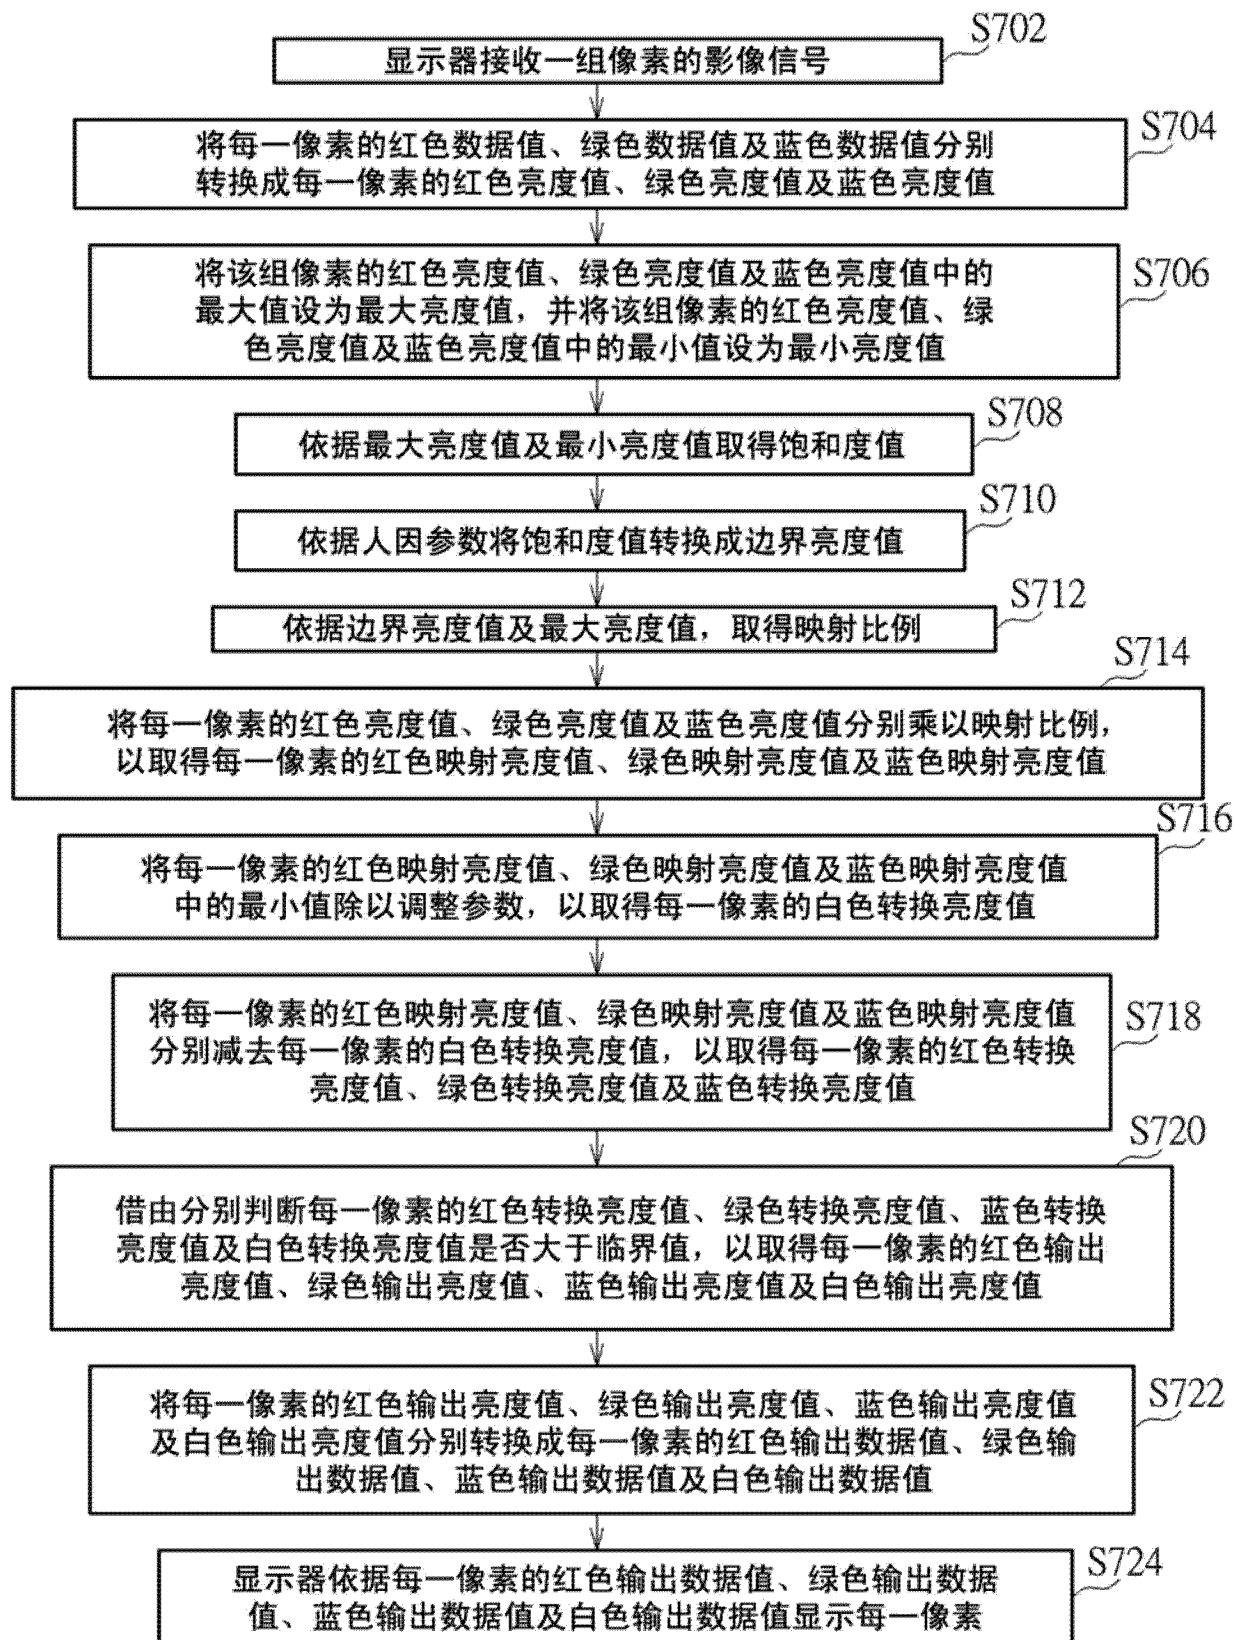 S702
显示器接收一组像素的影像信号
S704
将每一像素的红色数据值、绿色数据值及蓝色数据值分别
转换成每一像素的红色亮度值、绿色亮度值及蓝色亮度值
S706
将该组像素的红色亮度值、绿色亮度值及蓝色亮度值中的
最大值设为最大亮度值，并将该组像素的红色亮度值、绿
色亮度值及蓝色亮度值中的最小值设为最小亮度值
S708
依据最大亮度值及最小亮度值取得饱和度值
S710
依据人因参数将饱和度值转换成边界亮度值
S712
依据边界亮度值及最大亮度值，取得映射比例
S714
将每一像素的红色亮度值、绿色亮度值及蓝色亮度值分别乘以映射比例，
以取得每一像素的红色映射亮度值、绿色映射亮度值及蓝色映射亮度值
S716
将每一像素的红色映射亮度值、绿色映射亮度值及蓝色映射亮度值
中的最小值除以调整参数，以取得每一像素的白色转换亮度值
S718
将每一像素的红色映射亮度值、绿色映射亮度值及蓝色映射亮度值
分别减去每一像素的白色转换亮度值，以取得每一像素的红色转换
亮度值、绿色转换亮度值及蓝色转换亮度值
S720
借由分别判断每一像素的红色转换亮度值、绿色转换亮度值、蓝色转换
亮度值及白色转换亮度值是否大于临界值，以取得每一像素的红色输出
亮度值、绿色输出亮度值、蓝色输出亮度值及白色输出亮度值
S722
将每一像素的红色输出亮度值、绿色输出亮度值、蓝色输出亮度值
及白色输出亮度值分别转换成每一像素的红色输出数据值、绿色输
出数据值、蓝色输出数据值及白色输出数据值
S724
显示器依据每一像素的红色输出数据值、绿色输出数据
值、蓝色输出数据值及白色输出数据值显示每一像素